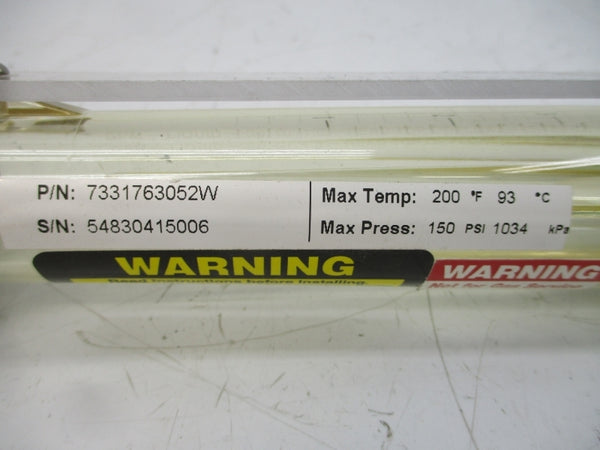 P/N: 7331763052W
S/N: 54830415006
Max Temp: 200 °F 93 °C
Max Press: 150 PSI 1034 kPa
WARNING
Read instructions before installing.
WARNING
Not for Gas Service